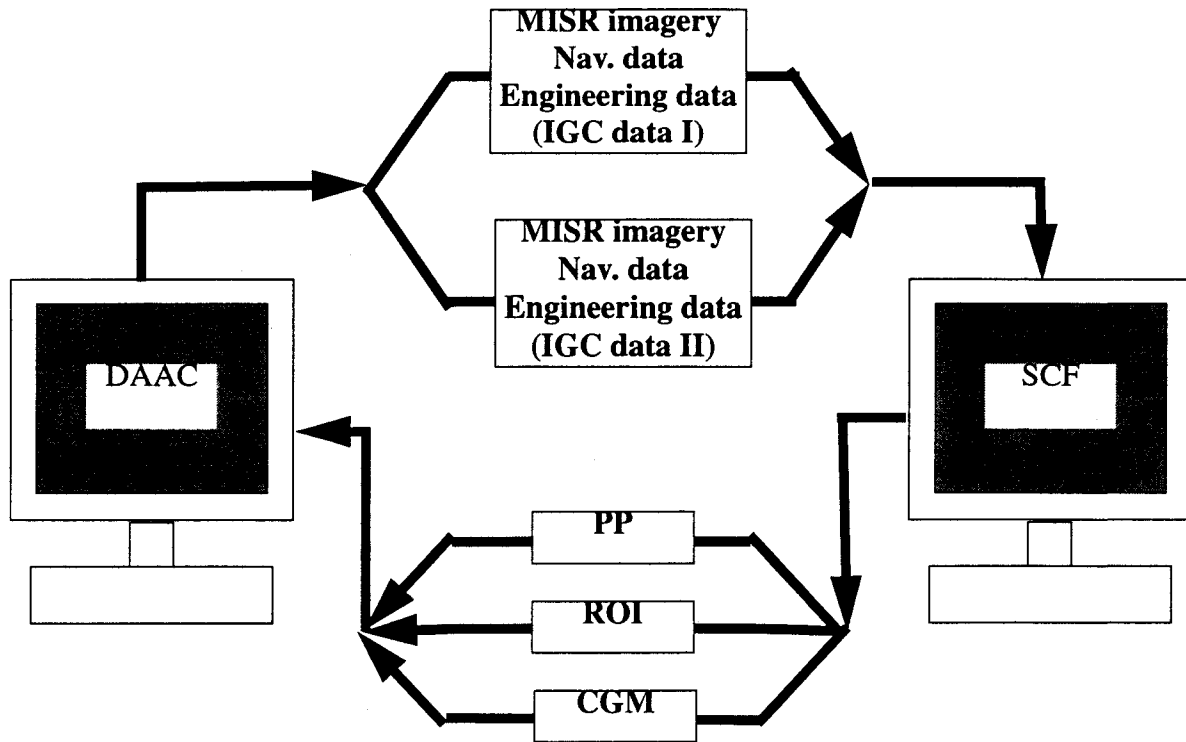 MISR imagery
Nav. data
Engineering data
(IGC data I)
MISR imagery
Nav. data
Engineering data
(IGC data II)
DAAC
SCF
PP
ROI
CGM